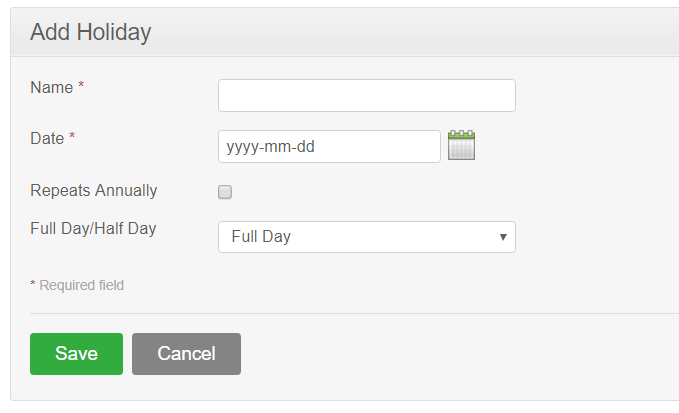 Add Holiday
Name *
Date *
yyyy-mm-dd
Repeats Annually
Full Day/Half Day
Full Day
* Required field
Save
Cancel